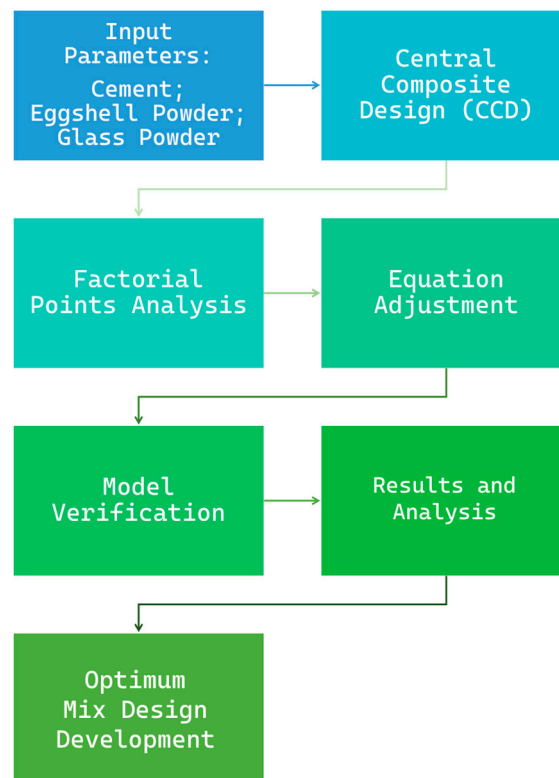 Input
Parameters:
Cement;
Eggshell Powder;
Glass Powder
Central
Composite
Design (CCD)
Factorial
Points Analysis
Equation
Adjustment
Model
Verification
Results and
Analysis
Optimum
Mix Design
Development